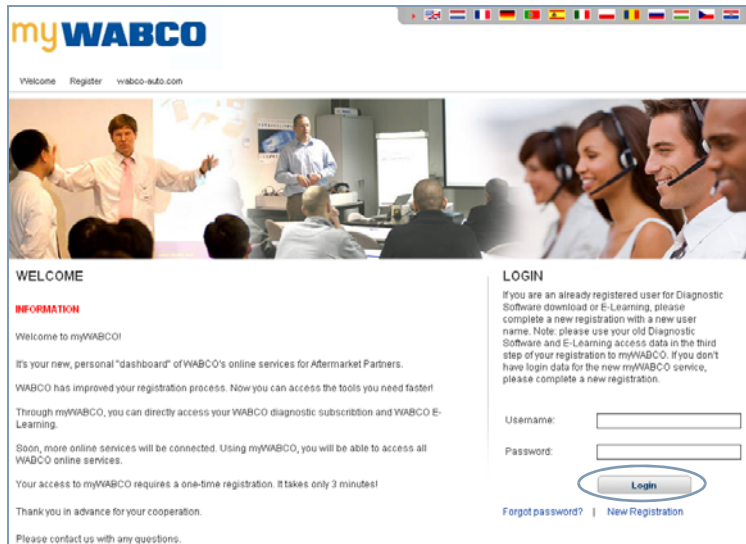 myWABCO
Welcome Register wabco-auto.com
WELCOME
INFORMATION
Welcome to myWABCO!
It's your new, personal "dashboard" of WABCO's online services for Aftermarket Partners.
WABCO has improved your registration process. Now you can access the tools you need faster!
Through myWABCO, you can directly access your WABCO diagnostic subscribtion and WABCO E-
Learning.
Soon, more online services will be connected. Using myWABCO, you will be able to access all
WABCO online services.
Your access to myWABCO requires a one-time registration. It takes only 3 minutes!
Thank you in advance for your cooperation.
Please contact us with any questions.
LOGIN
If you are an already registered user for Diagnostic
Software download or E-Learning, please
complete a new registration with a new user
name. Note: please use your old Diagnostic
Software and E-Learning access data in the third
step of your registration to myWABCO. If you don't
have login data for the new myWABCO service,
please complete a new registration.
Username:
Password:
Login
Forgot password? | New Registration